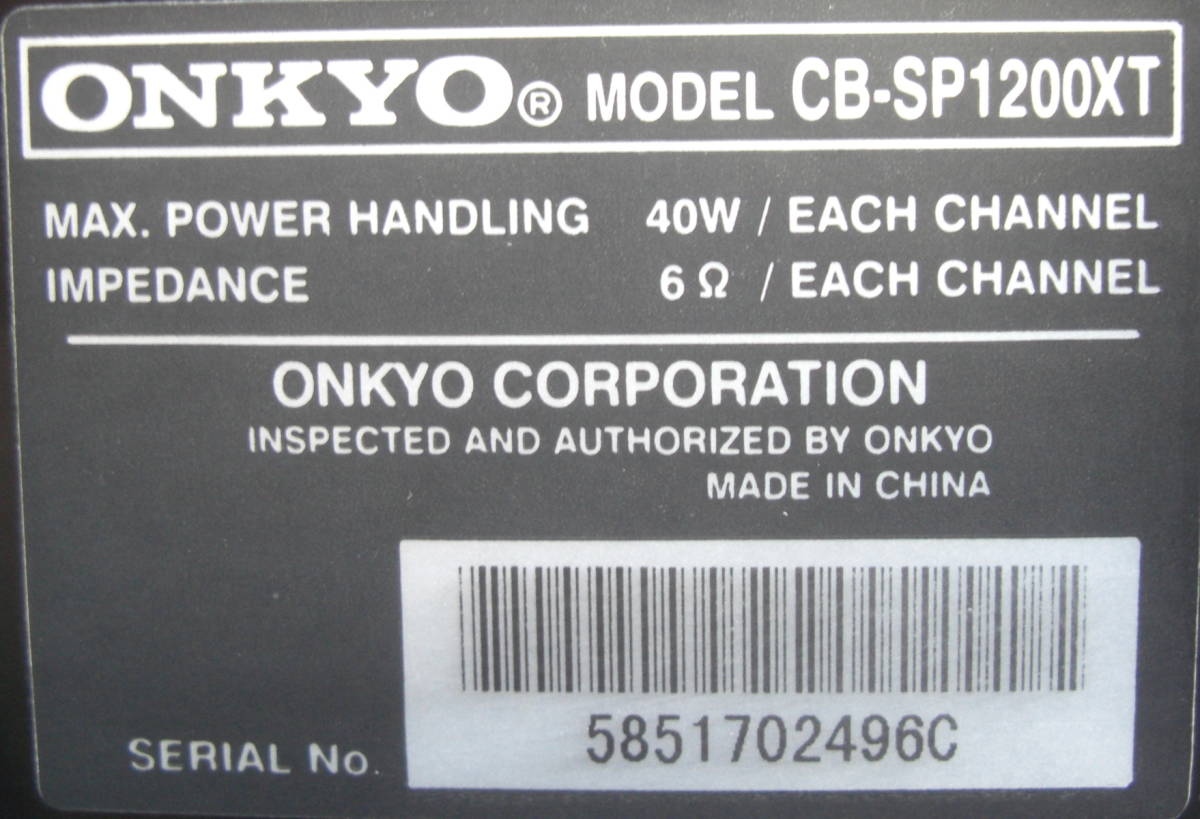 ONKYO® MODEL CB-SP1200XT
MAX. POWER HANDLING 40W / EACH CHANNEL
IMPEDANCE 6 Ω / EACH CHANNEL
ONKYO CORPORATION
INSPECTED AND AUTHORIZED BY ONKYO
MADE IN CHINA
SERIAL No. 5851702496C